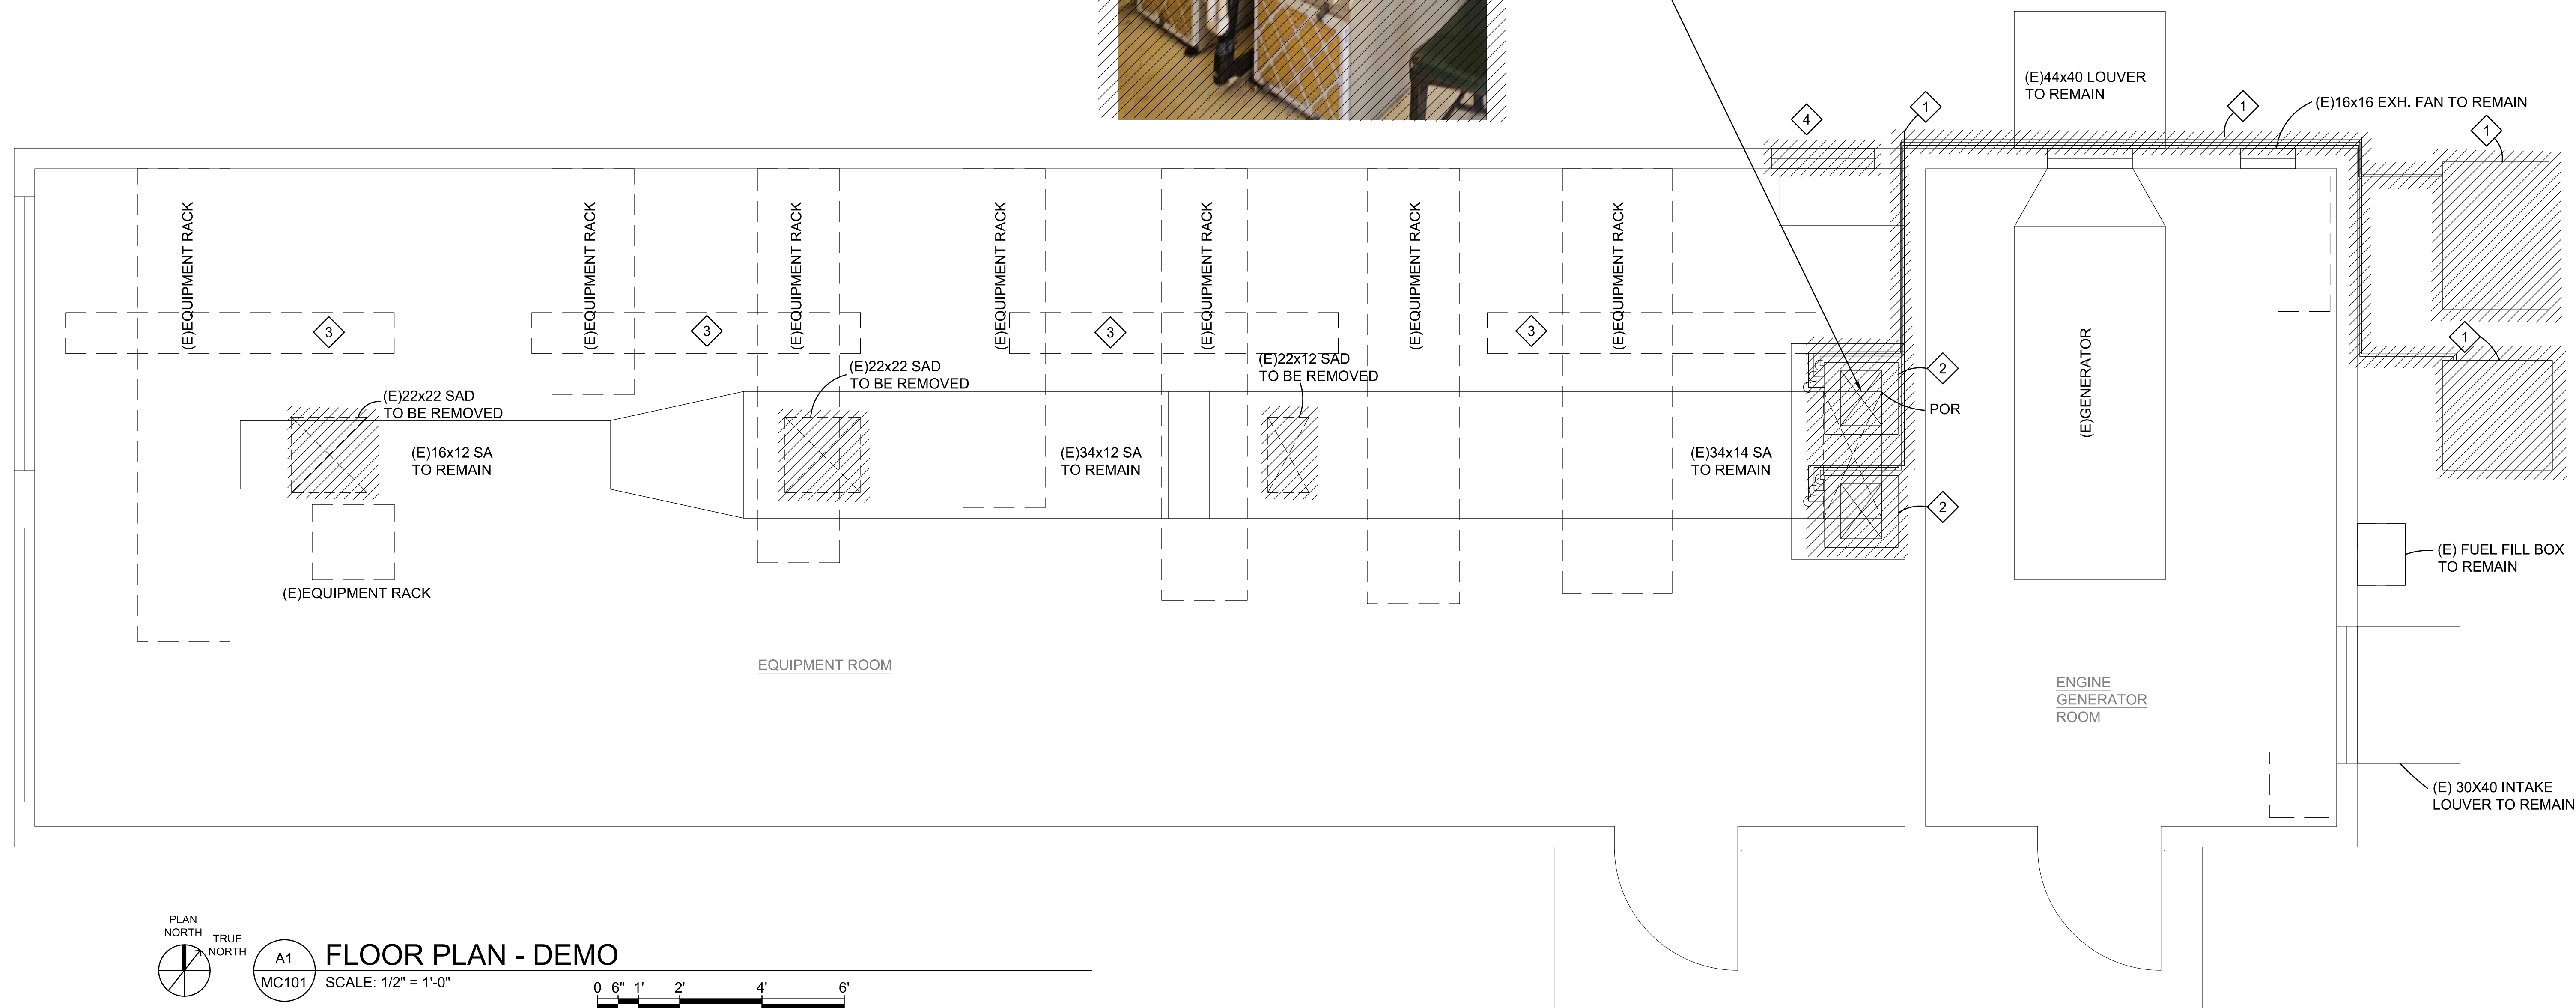 (E)44x40 LOUVER
TO REMAIN
1
1
(E)16x16 EXH. FAN TO REMAIN
1
4
(E)EQUIPMENT RACK
(E)EQUIPMENT RACK
(E)EQUIPMENT RACK
(E)EQUIPMENT RACK
(E)EQUIPMENT RACK
(E)EQUIPMENT RACK
(E)EQUIPMENT RACK
3
3
3
3
1
(E)22x22 SAD
TO BE REMOVED
(E)22x22 SAD
TO BE REMOVED
(E)22x12 SAD
TO BE REMOVED
2
POR
(E)GENERATOR
(E)16x12 SA
TO REMAIN
(E)34x12 SA
TO REMAIN
(E)34x14 SA
TO REMAIN
2
(E) FUEL FILL BOX
TO REMAIN
(E)EQUIPMENT RACK
EQUIPMENT ROOM
ENGINE
GENERATOR
ROOM
(E) 30X40 INTAKE
LOUVER TO REMAIN
PLAN
NORTH
TRUE
NORTH
A1
MC101
FLOOR PLAN - DEMO
SCALE: 1/2" = 1'-0"
0 6" 1' 2' 4' 6'